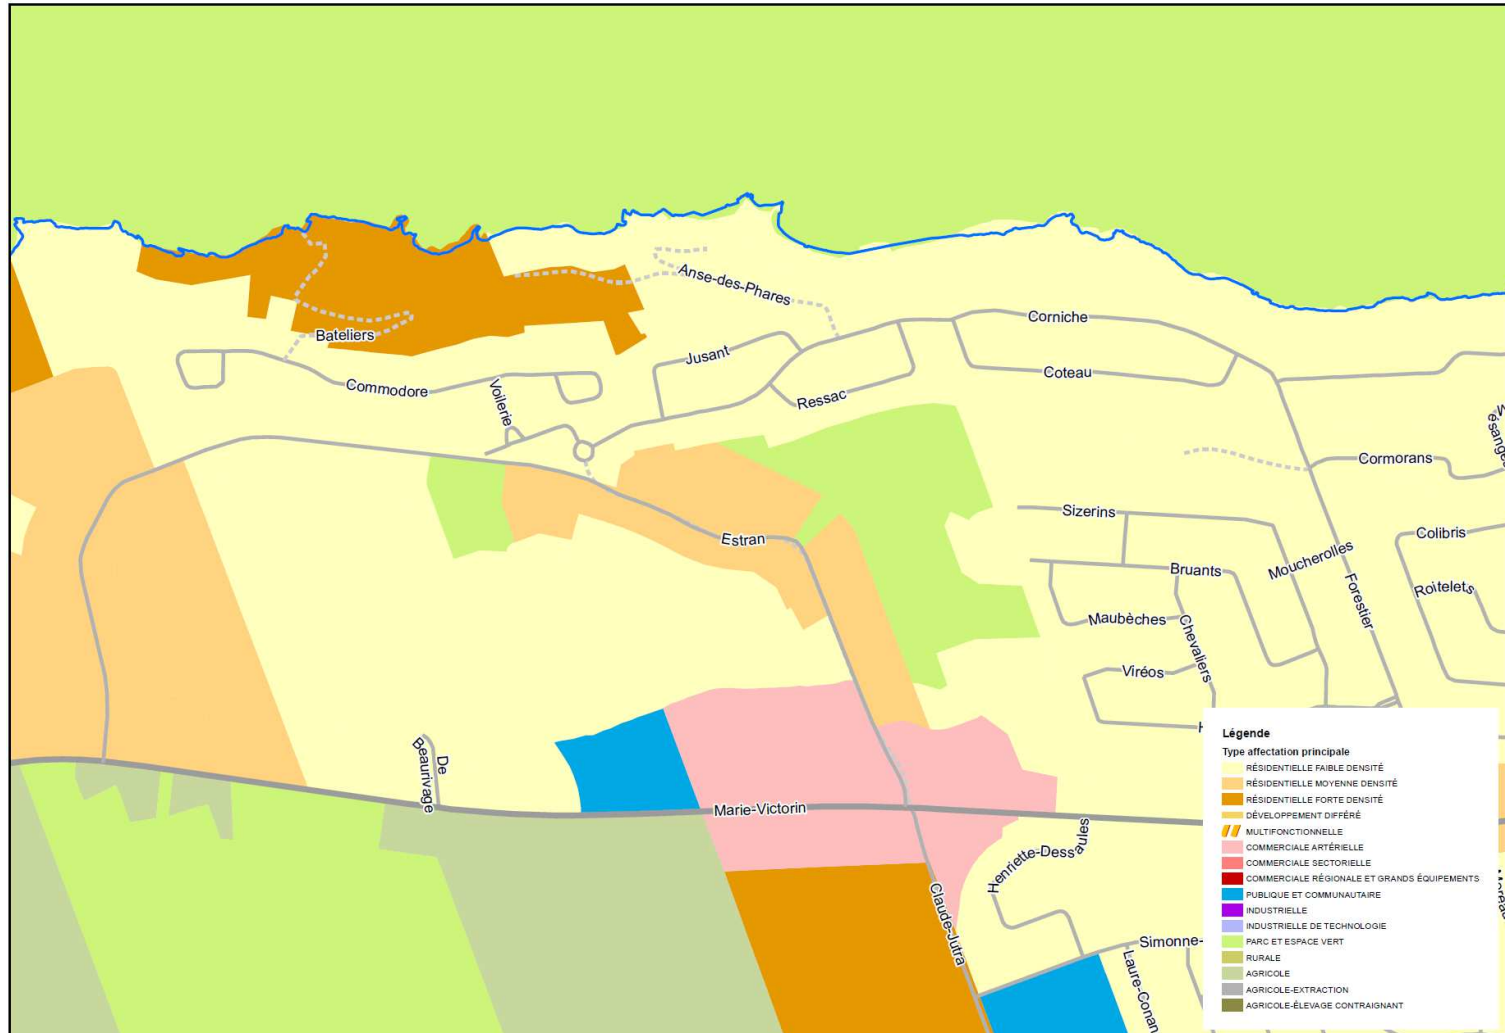 Anse-des-Phares
Corniche
Bateliers
Jusant
Coteau
Commodore
Voilerie
Ressac
Cormorans
Sizerins
Colibris
Estran
Moucherolles
Bruants
Forestier
Roitelets
Maubèches
Chevaliers
Viréos
De
Beaurivage
Marie-Victorin
Henriette-Dessaules
Claude-Jutra
Simonne-
Laure-Conan
Légende
Type affectation principale
RÉSIDENTIELLE FAIBLE DENSITÉ
RÉSIDENTIELLE MOYENNE DENSITÉ
RÉSIDENTIELLE FORTE DENSITÉ
DÉVELOPPEMENT DIFFÉRÉ
MULTIFONCTIONNELLE
COMMERCIALE ARTÉRIELLE
COMMERCIALE SECTORIELLE
COMMERCIALE RÉGIONALE ET GRANDS ÉQUIPEMENTS
PUBLIQUE ET COMMUNAUTAIRE
INDUSTRIELLE
INDUSTRIELLE DE TECHNOLOGIE
PARC ET ESPACE VERT
RURALE
AGRICOLE
AGRICOLE-EXTRACTION
AGRICOLE-ÉLEVAGE CONTRAIGNANT